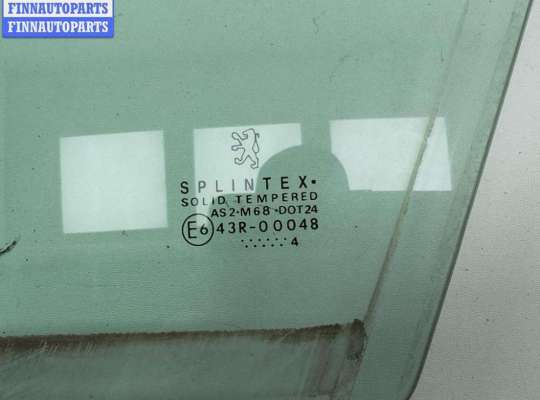 FINNAUTOPARTS
FINNAUTOPARTS
SPLINTEX•
SOLID TEMPERED
AS2•M68•DOT24
E6 43R-00048
4